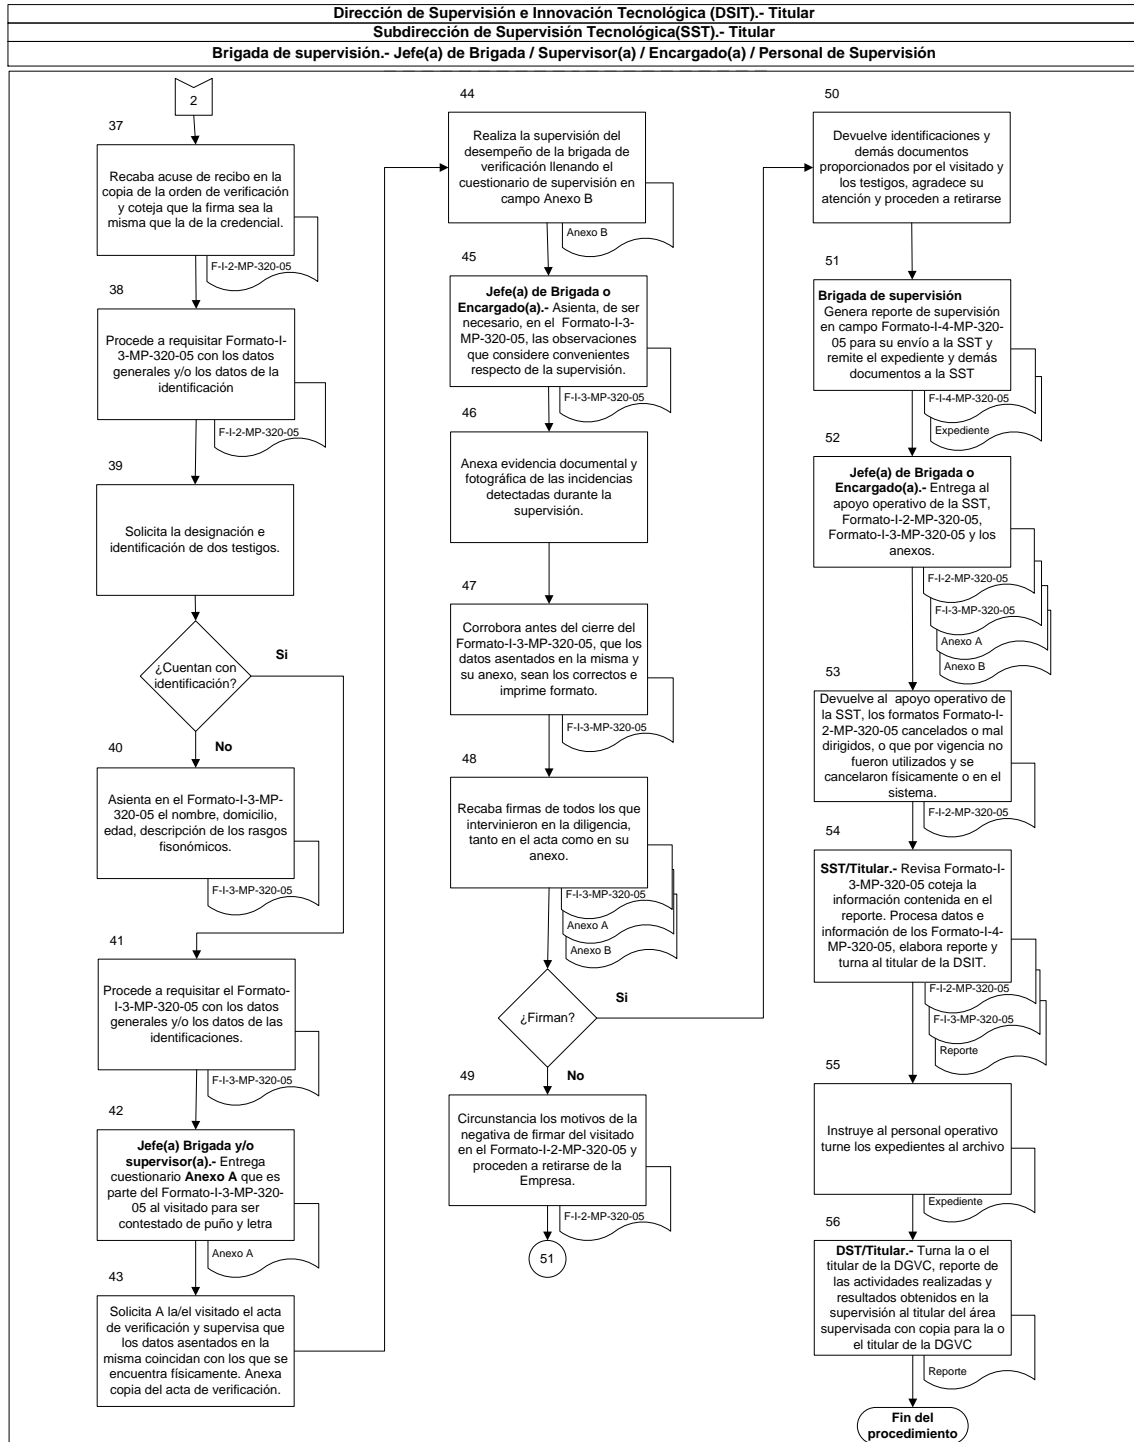 Dirección de Supervisión e Innovación Tecnológica (DSIT).- Titular
Subdirección de Supervisión Tecnológica(SST).- Titular
Brigada de supervisión.- Jefe(a) de Brigada / Supervisor(a) / Encargado(a) / Personal de Supervisión
2
37
Recaba acuse de recibo en la
copia de la orden de verificación
y coteja que la firma sea la
misma que la de la credencial.
F-I-2-MP-320-05
38
Procede a requisitar Formato-I-
3-MP-320-05 con los datos
generales y/o los datos de la
identificación
F-I-2-MP-320-05
39
Solicita la designación e
identificación de dos testigos.
¿Cuentan con
identificación?
Si
No
40
Asienta en el Formato-I-3-MP-
320-05 el nombre, domicilio,
edad, descripción de los rasgos
fisonómicos.
F-I-3-MP-320-05
41
Procede a requisitar el Formato-
I-3-MP-320-05 con los datos
generales y/o los datos de las
identificaciones.
F-I-3-MP-320-05
42
Jefe(a) Brigada y/o
supervisor(a).- Entrega
cuestionario Anexo A que es
parte del Formato-I-3-MP-320-
05 al visitado para ser
contestado de puño y letra
Anexo A
43
Solicita A la/el visitado el acta
de verificación y supervisa que
los datos asentados en la
misma coincidan con los que se
encuentra físicamente. Anexa
copia del acta de verificación.
44
Realiza la supervisión del
desempeño de la brigada de
verificación llenando el
cuestionario de supervisión en
campo Anexo B
Anexo B
45
Jefe(a) de Brigada o
Encargado(a).- Asienta, de ser
necesario, en el Formato-I-3-
MP-320-05, las observaciones
que considere convenientes
respecto de la supervisión.
F-I-3-MP-320-05
46
Anexa evidencia documental y
fotográfica de las incidencias
detectadas durante la
supervisión.
47
Corrobora antes del cierre del
Formato-I-3-MP-320-05, que los
datos asentados en la misma y
su anexo, sean los correctos e
imprime formato.
F-I-3-MP-320-05
48
Recaba firmas de todos los que
intervinieron en la diligencia,
tanto en el acta como en su
anexo.
F-I-3-MP-320-05
Anexo A
Anexo B
¿Firman?
Si
No
49
Circunstancia los motivos de la
negativa de firmar del visitado
en el Formato-I-2-MP-320-05 y
proceden a retirarse de la
Empresa.
F-I-2-MP-320-05
51
50
Devuelve identificaciones y
demás documentos
proporcionados por el visitado y
los testigos, agradece su
atención y proceden a retirarse
51
Brigada de supervisión
Genera reporte de supervisión
en campo Formato-I-4-MP-320-
05 para su envío a la SST y
remite el expediente y demás
documentos a la SST
F-I-4-MP-320-05
Expediente
52
Jefe(a) de Brigada o
Encargado(a).- Entrega al
apoyo operativo de la SST,
Formato-I-2-MP-320-05,
Formato-I-3-MP-320-05 y los
anexos.
F-I-2-MP-320-05
F-I-3-MP-320-05
Anexo A
Anexo B
53
Devuelve al apoyo operativo de
la SST, los formatos Formato-I-
2-MP-320-05 cancelados o mal
dirigidos, o que por vigencia no
fueron utilizados y se
cancelaron físicamente o en el
sistema.
F-I-2-MP-320-05
54
SST/Titular.- Revisa Formato-I-
3-MP-320-05 coteja la
información contenida en el
reporte. Procesa datos e
información de los Formato-I-4-
MP-320-05, elabora reporte y
turna al titular de la DSIT.
F-I-2-MP-320-05
F-I-3-MP-320-05
Reporte
55
Instruye al personal operativo
turne los expedientes al archivo
Expediente
56
DST/Titular.- Turna la o el
titular de la DGVC, reporte de
las actividades realizadas y
resultados obtenidos en la
supervisión al titular del área
supervisada con copia para la o
el titular de la DGVC
Reporte
Fin del
procedimiento